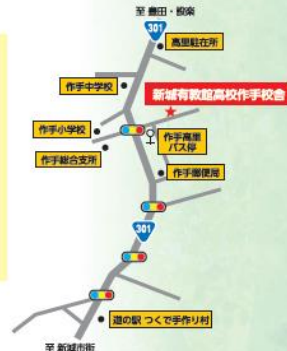 至 豊田・設楽
301
高里駐在所
作手中学校
新城有教館高校作手校舎
作手小学校
作手高里
バス停
作手総合支所
作手郵便局
301
道の駅 つくで手作り村
至 新城市街